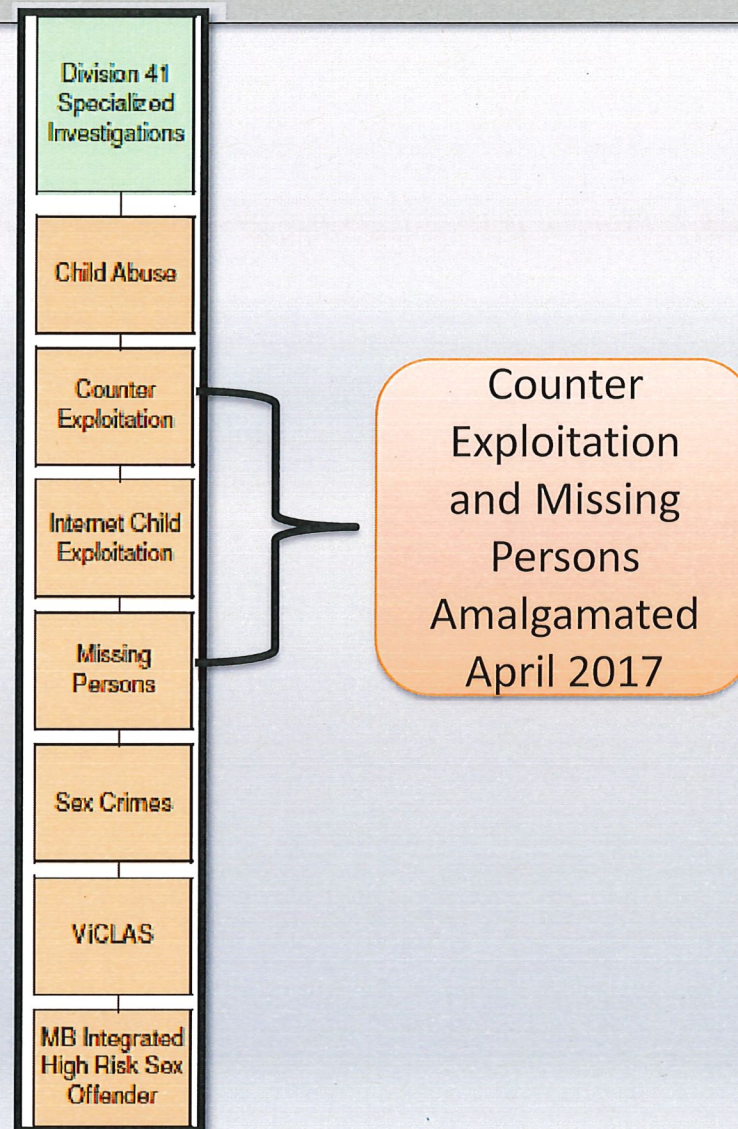 Division 41
Specialized
Investigations
Child Abuse
Counter
Exploitation
Internet Child
Exploitation
Missing
Persons
Sex Crimes
ViCLAS
MB Integrated
High Risk Sex
Offender
Counter
Exploitation
and Missing
Persons
Amalgamated
April 2017